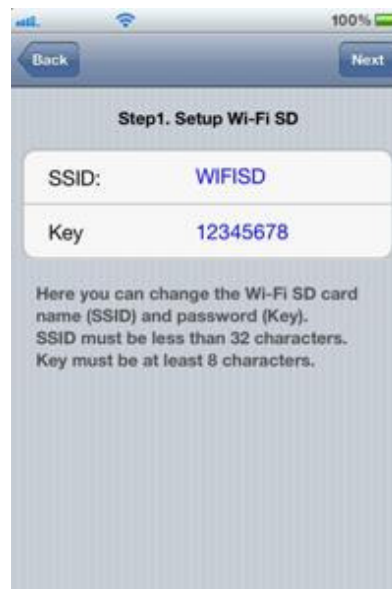 100%
Back
Next
Step1. Setup Wi-Fi SD
SSID:
WIFISD
Key
12345678
Here you can change the Wi-Fi SD card
name (SSID) and password (Key).
SSID must be less than 32 characters.
Key must be at least 8 characters.